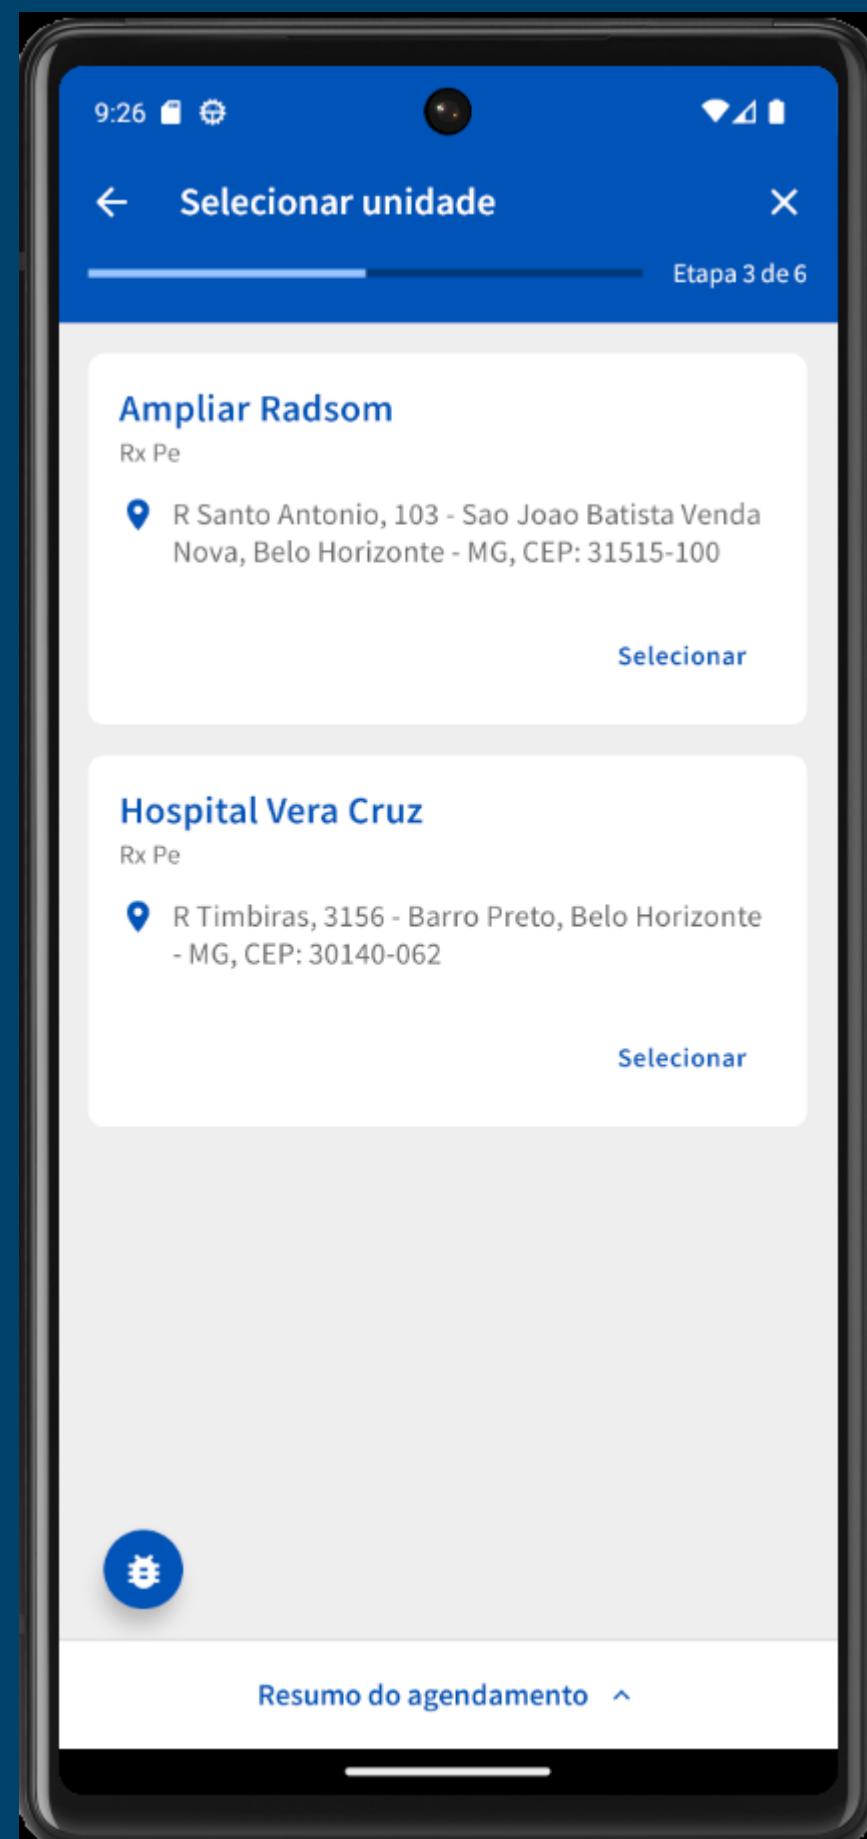 9:26
Selecionar unidade
Etapa 3 de 6
Ampliar Radsom
Rx Pe
R Santo Antonio, 103 - Sao Joao Batista Venda
Nova, Belo Horizonte - MG, CEP: 31515-100
Selecionar
Hospital Vera Cruz
Rx Pe
R Timbiras, 3156 - Barro Preto, Belo Horizonte
- MG, CEP: 30140-062
Selecionar
Resumo do agendamento